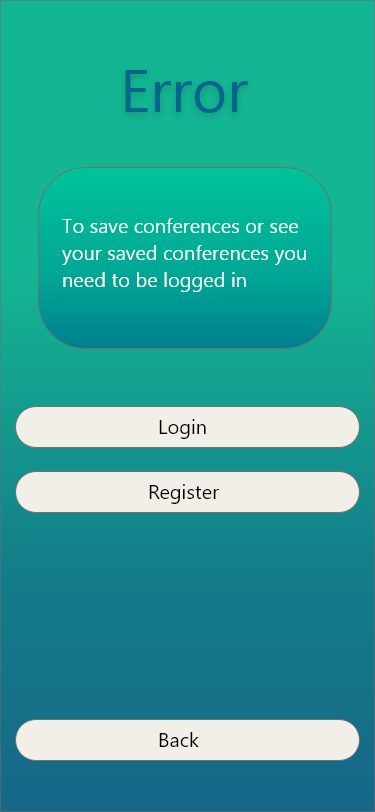 Error
To save conferences or see
your saved conferences you
need to be logged in
Login
Register
Back